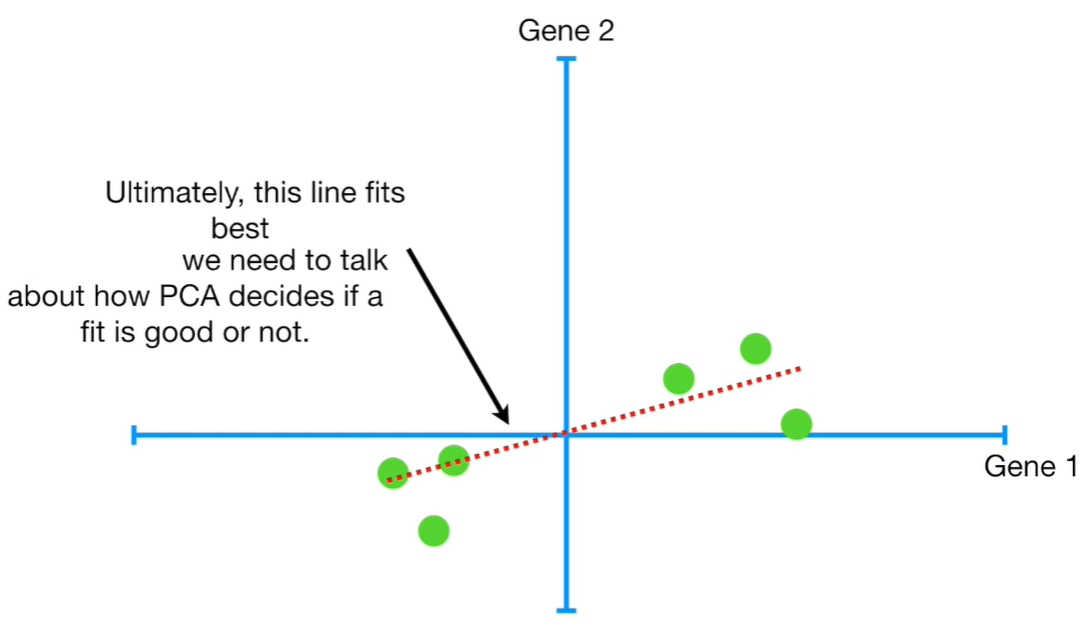 Gene 2
Ultimately, this line fits
best
we need to talk
about how PCA decides if a
fit is good or not.
Gene 1